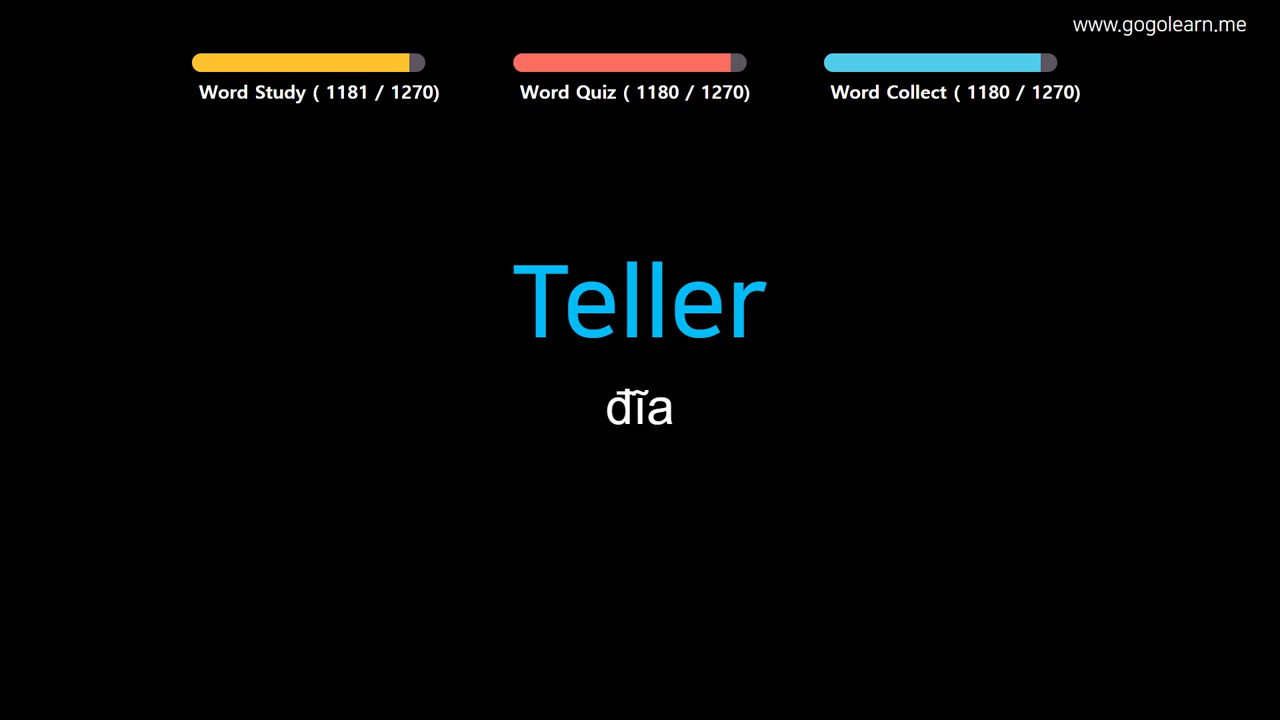 www.gogolearn.me
Word Study ( 1181 / 1270)
Word Quiz ( 1180 / 1270)
Word Collect ( 1180 / 1270)
Teller
đĩa